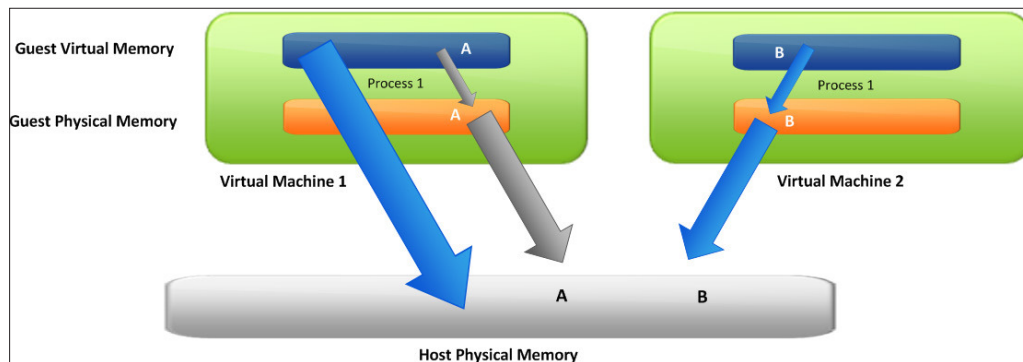 Guest Virtual Memory
A
B
Process 1
Process 1
Guest Physical Memory
A
B
Virtual Machine 1
Virtual Machine 2
A
B
Host Physical Memory